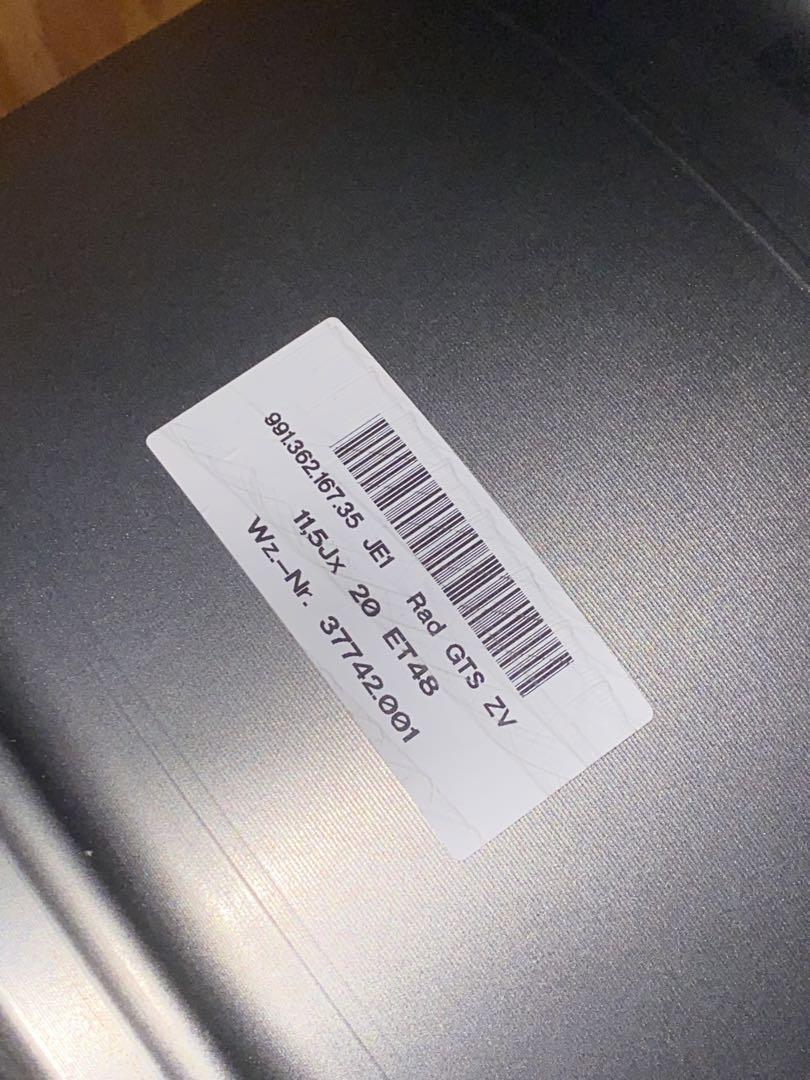 991.362.167.35 JE1 Rad GTS ZV
11,5Jx 20 ET48
Wz.-Nr. 37742.001